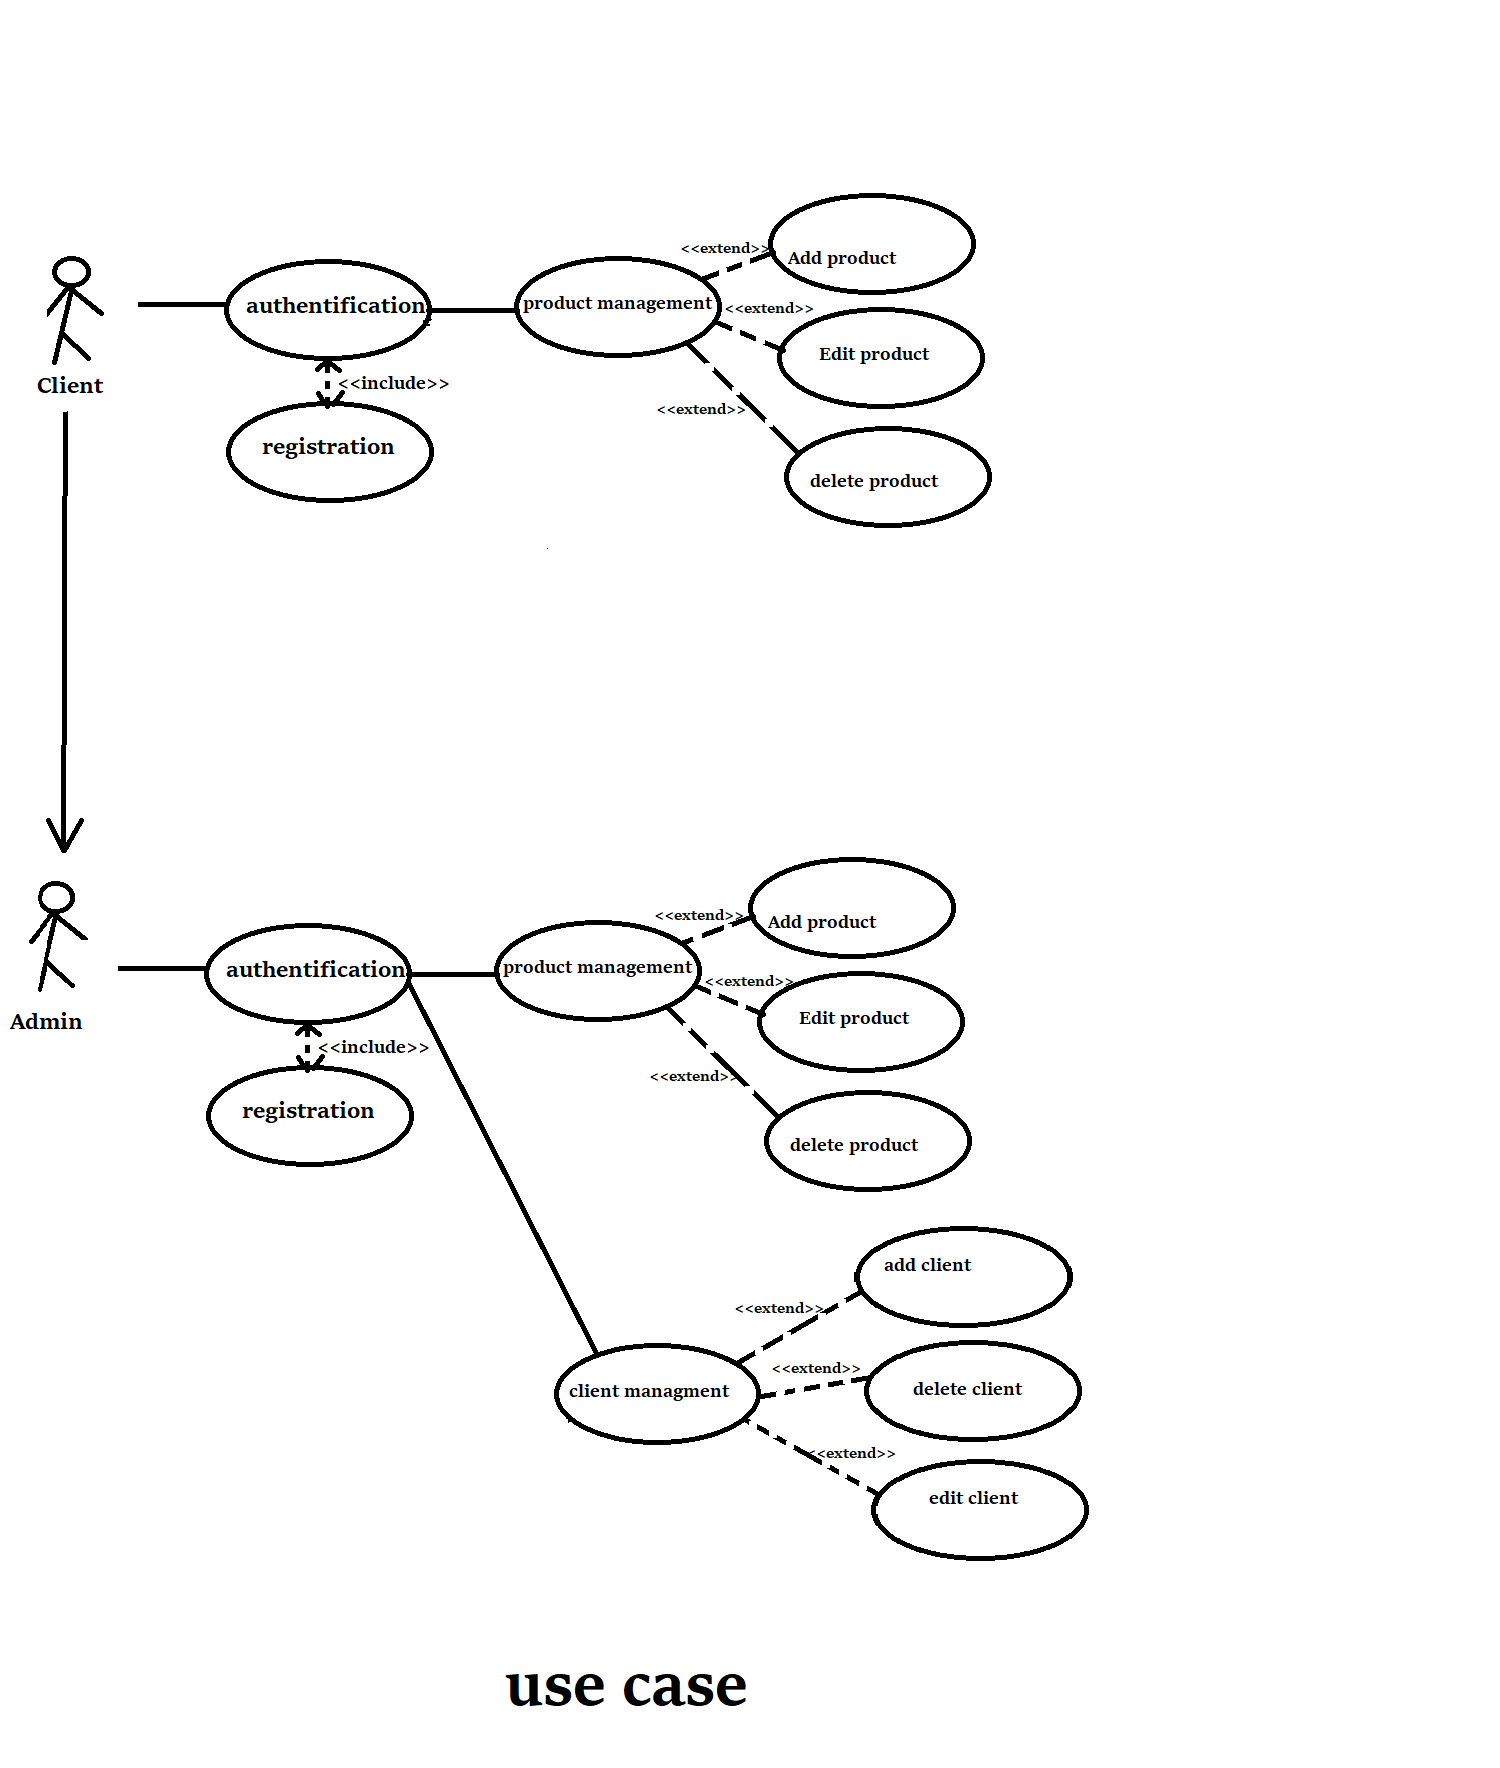 <<extend>>
Add product
authentification
product management
<<extend>>
Edit product
Client
<<include>>
<<extend>>
registration
delete product
<<extend>>
Add product
authentification
product management
<<extend>>
Edit product
Admin
<<include>>
<<extend>>
registration
delete product
add client
<<extend>>
<<extend>>
client managment
delete client
<<extend>>
edit client
use case